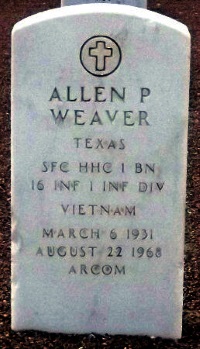 ALLEN P
WEAVER
TEXAS
SFC HHC 1 BN
16 INF 1 INF DIV
VIETNAM
MARCH 6 1931
AUGUST 22 1968
ARCOM